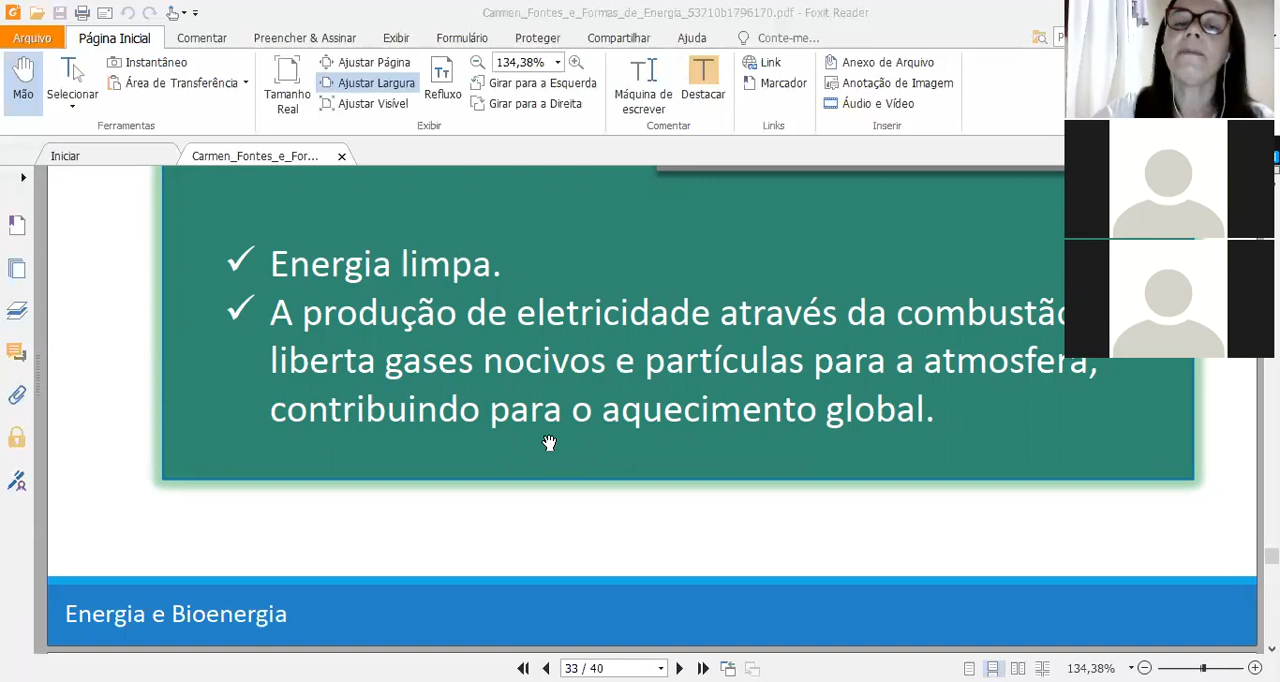 Carmen_Fontes_e_Formas_de_Energia_53710b1796170.pdf - Foxit Reader
Arquivo Página Inicial Comentar Preencher & Assinar Exibir Formulário Proteger Compartilhar Ajuda Conte-me...
Mão
Selecionar
Instantâneo
Área de Transferência
Ferramentas
Tamanho Real
Ajustar Página
Ajustar Largura
Ajustar Visível
Refluxo
134,38%
Girar para a Esquerda
Girar para a Direita
Exibir
Máquina de escrever
Destacar
Comentar
Link
Marcador
Links
Anexo de Arquivo
Anotação de Imagem
Áudio e Vídeo
Inserir
Iniciar
Carmen_Fontes_e_For...
✓ Energia limpa.
✓ A produção de eletricidade através da combustão
liberta gases nocivos e partículas para a atmosfera,
contribuindo para o aquecimento global.
Energia e Bioenergia
33 / 40
134,38%